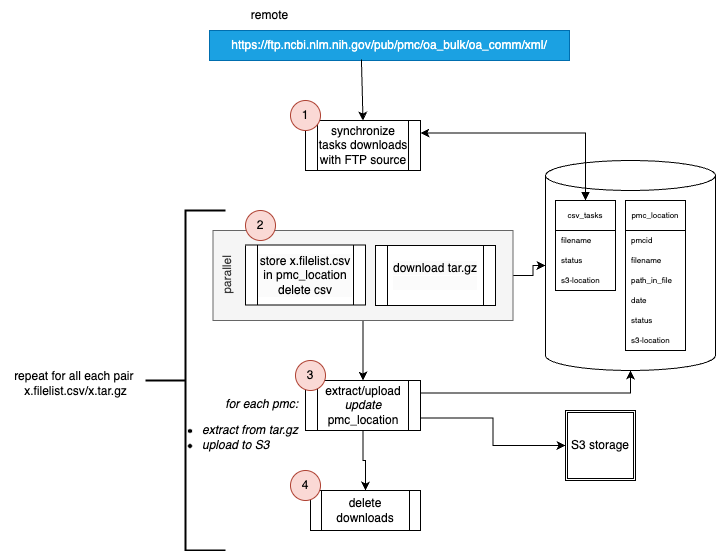 remote
https://ftp.ncbi.nlm.nih.gov/pub/pmc/oa_bulk/oa_comm/xml/
1
synchronize
tasks downloads
with FTP source
csv_tasks
filename
status
s3-location
pmc_location
pmcid
filename
path_in_file
date
status
s3-location
2
parallel
store x.filelist.csv
in pmc_location
delete csv
download tar.gz
repeat for all each pair
x.filelist.csv/x.tar.gz
3
extract/upload
update
pmc_location
for each pmc:
• extract from tar.gz
• upload to S3
S3 storage
4
delete
downloads